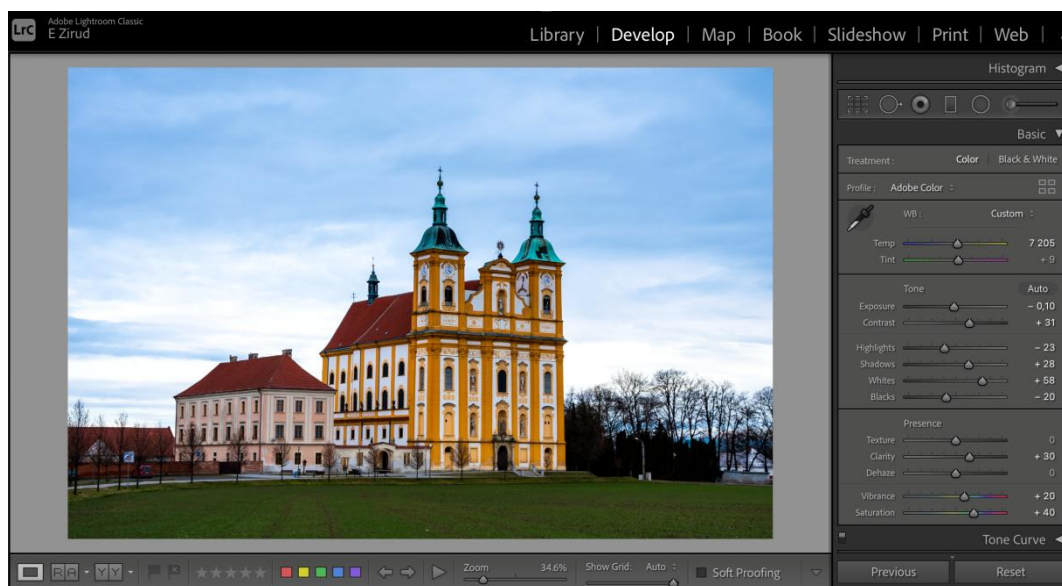 LrC
Adobe Lightroom Classic
E Zirud
Library | Develop | Map | Book | Slideshow | Print | Web |
Histogram
Basic
Treatment : Color | Black & White
Profile : Adobe Color
WB : Custom
Temp 7 205
Tint + 9
Tone Auto
Exposure – 0,10
Contrast + 31
Highlights – 23
Shadows + 28
Whites + 58
Blacks – 20
Presence
Texture 0
Clarity + 30
Dehaze 0
Vibrance + 20
Saturation + 40
Tone Curve
RA YY Zoom 34.6% Show Grid: Auto Soft Proofing
Previous Reset